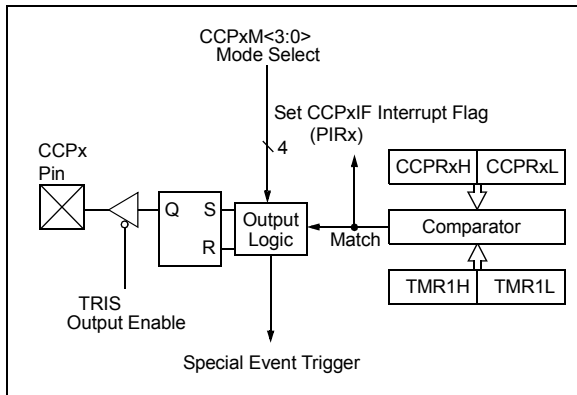 CCPxM<3:0>
Mode Select
Set CCPxIF Interrupt Flag
(PIRx)
4
CCPx
Pin
CCPRxH CCPRxL
Q S
R
Output
Logic
Match
Comparator
TRIS
Output Enable
TMR1H TMR1L
Special Event Trigger